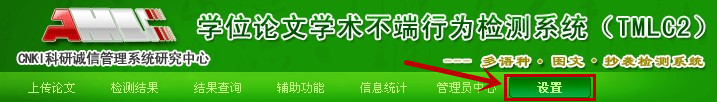 AMLC
学位论文学术不端行为检测系统（TMLC2）
CNKI科研诚信管理系统研究中心
--- 多语种·图文·抄袭检测系统
上传论文 检测结果 结果查询 辅助功能 信息统计 管理员中心 设置